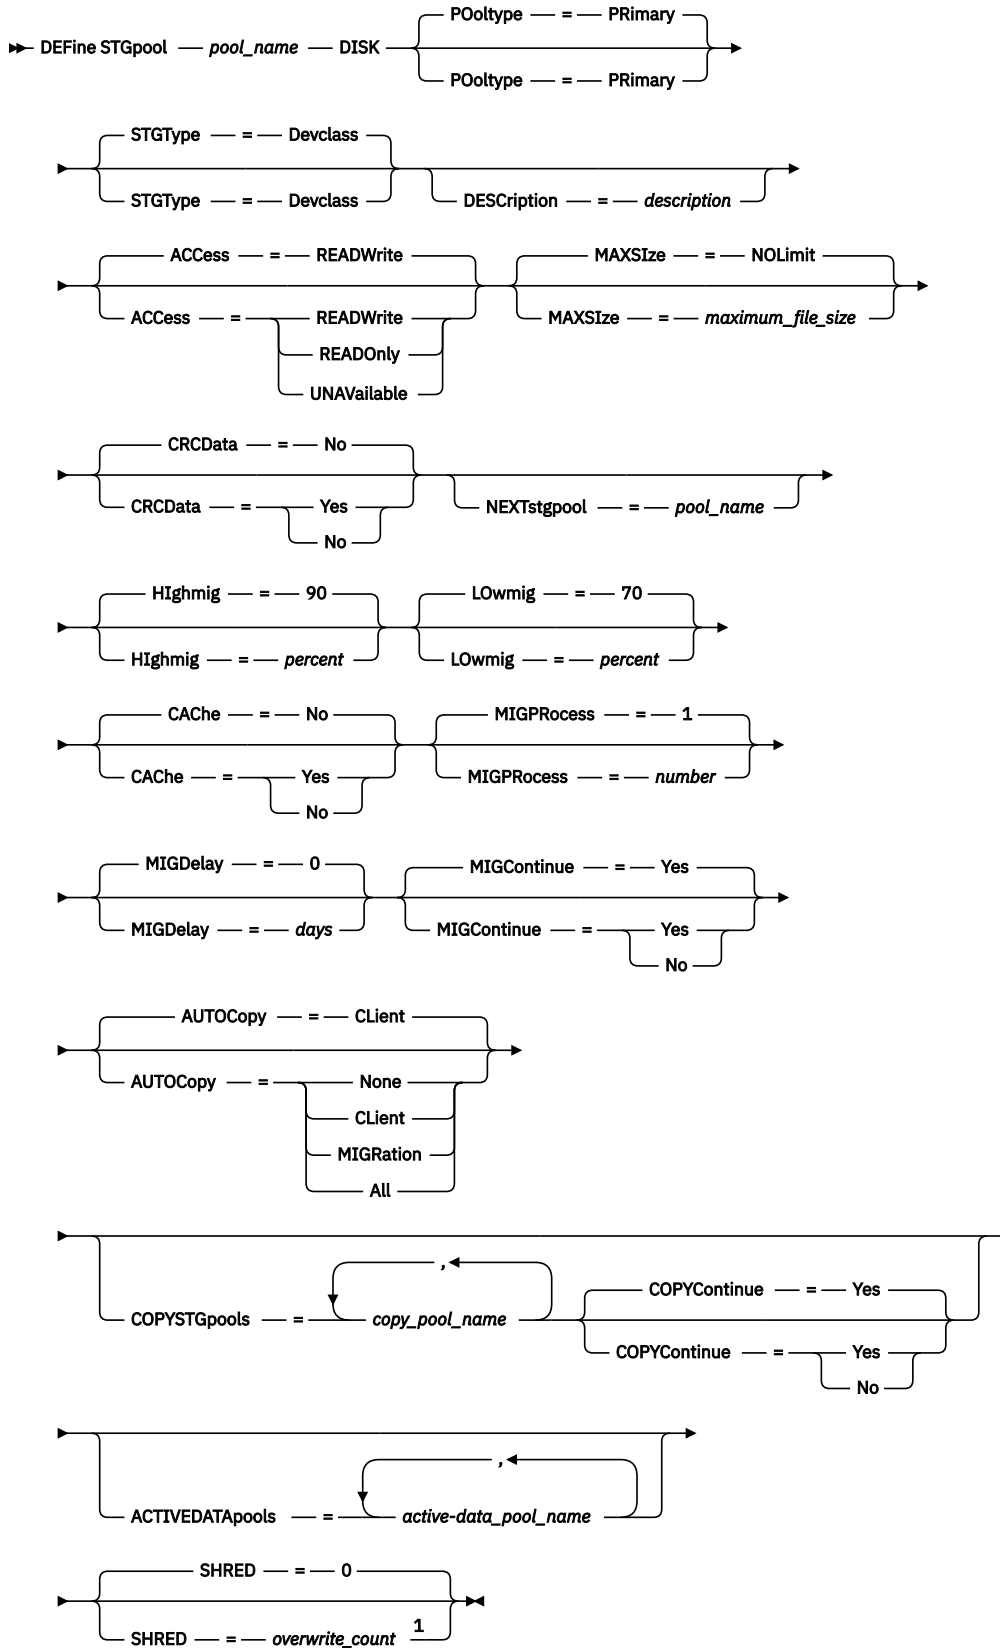 POoltype = PRimary
DEFine STGpool pool_name DISK
POoltype = PRimary
STGType = Devclass
STGType = Devclass
DESCription = description
ACCess = READWrite
MAXSIze = NOLimit
ACCess = READWrite
MAXSIze = maximum_file_size
READOnly
UNAVailable
CRCData = No
CRCData = Yes
NEXTstgpool = pool_name
No
HIghmig = 90
LOwmig = 70
HIghmig = percent
LOwmig = percent
CAChe = No
MIGPRocess = 1
CAChe = Yes
MIGPRocess = number
No
MIGDelay = 0
MIGContinue = Yes
MIGDelay = days
MIGContinue = Yes
No
AUTOCopy = CLient
AUTOCopy = None
CLient
MIGRation
All
,
COPYContinue = Yes
COPYSTGpools = copy_pool_name
COPYContinue = Yes
No
,
ACTIVEDATApools = active-data_pool_name
SHRED = 0
SHRED = overwrite_count 1